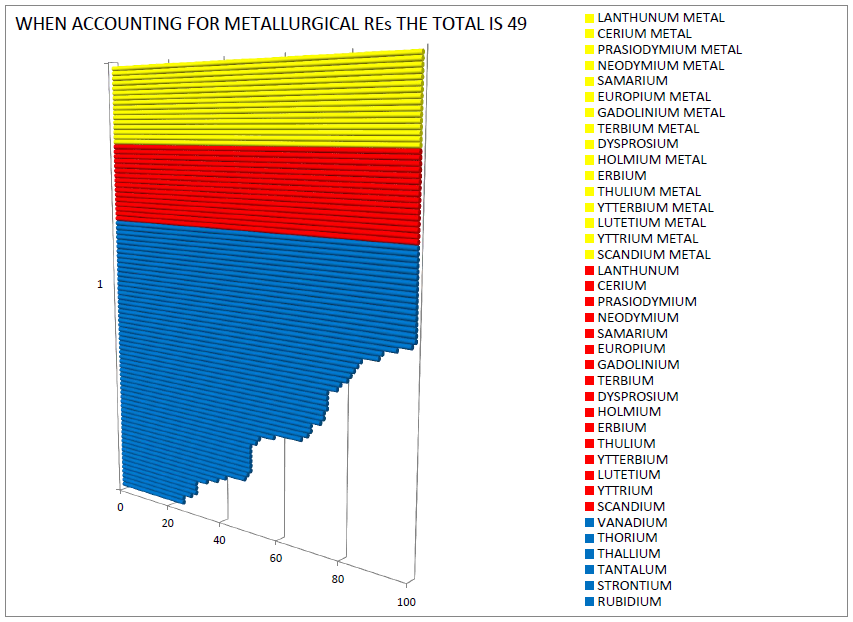 WHEN ACCOUNTING FOR METALLURGICAL REs THE TOTAL IS 49
1
0
20
40
60
80
100
LANTHUNUM METAL
CERIUM METAL
PRASIODYMIUM METAL
NEODYMIUM METAL
SAMARIUM
EUROPIUM METAL
GADOLINIUM METAL
TERBIUM METAL
DYSPROSIUM
HOLMIUM METAL
ERBIUM
THULIUM METAL
YTTERBIUM METAL
LUTETIUM METAL
YTTRIUM METAL
SCANDIUM METAL
LANTHUNUM
CERIUM
PRASIODYMIUM
NEODYMIUM
SAMARIUM
EUROPIUM
GADOLINIUM
TERBIUM
DYSPROSIUM
HOLMIUM
ERBIUM
THULIUM
YTTERBIUM
LUTETIUM
YTTRIUM
SCANDIUM
VANADIUM
THORIUM
THALLIUM
TANTALUM
STRONTIUM
RUBIDIUM